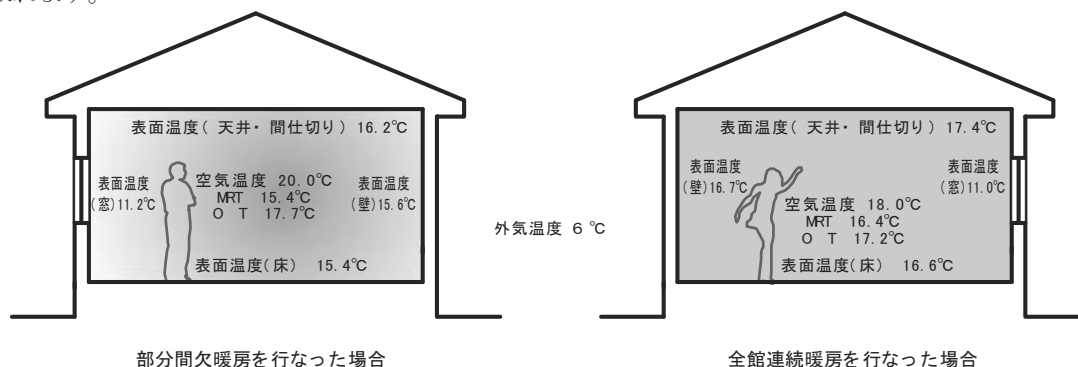 表面温度( 天井・ 間仕切り) 16.2℃
表面温度
(窓)11.2℃
空気温度 20.0℃
MRT 15.4℃
O T 17.7℃
表面温度
(壁)15.6℃
表面温度(床) 15.4℃
外気温度 6℃
表面温度( 天井・ 間仕切り) 17.4℃
表面温度
(壁)16.7℃
表面温度
(窓)11.0℃
空気温度 18.0℃
MRT 16.4℃
O T 17.2℃
表面温度(床) 16.6℃
部分間欠暖房を行なった場合
全館連続暖房を行なった場合